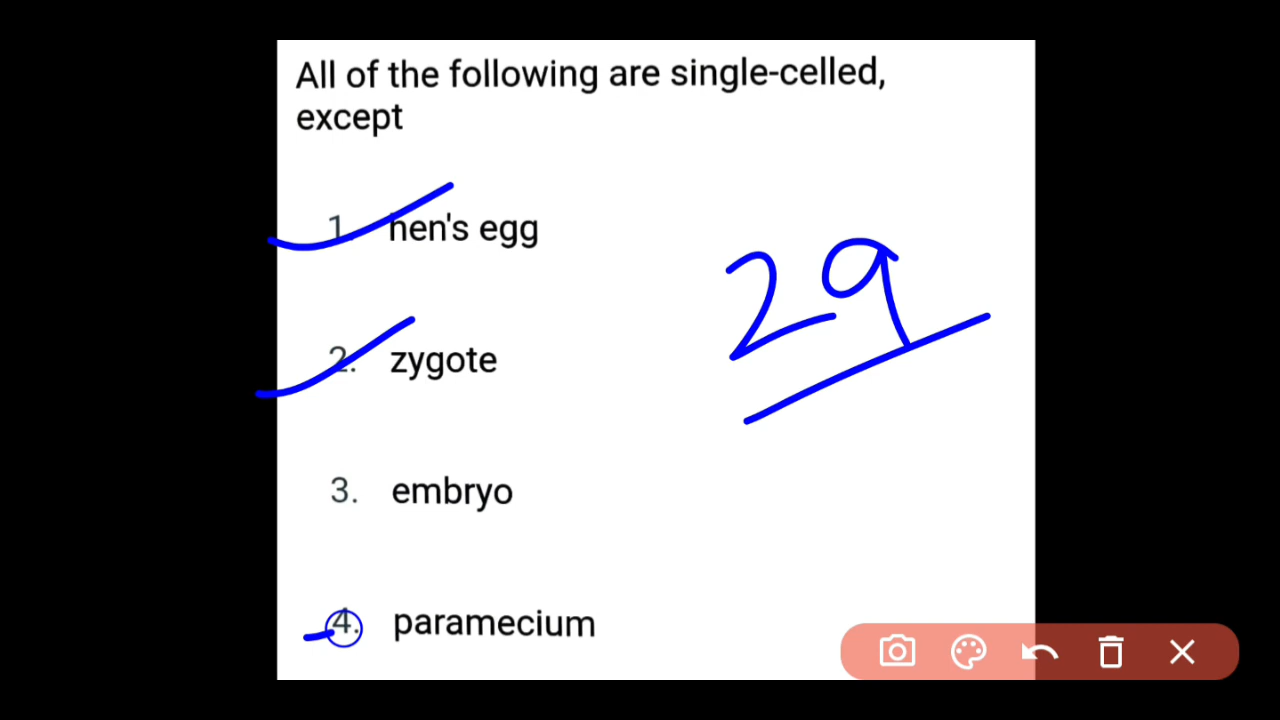 All of the following are single-celled,
except
1. hen's egg
29
2. zygote
3. embryo
4. paramecium